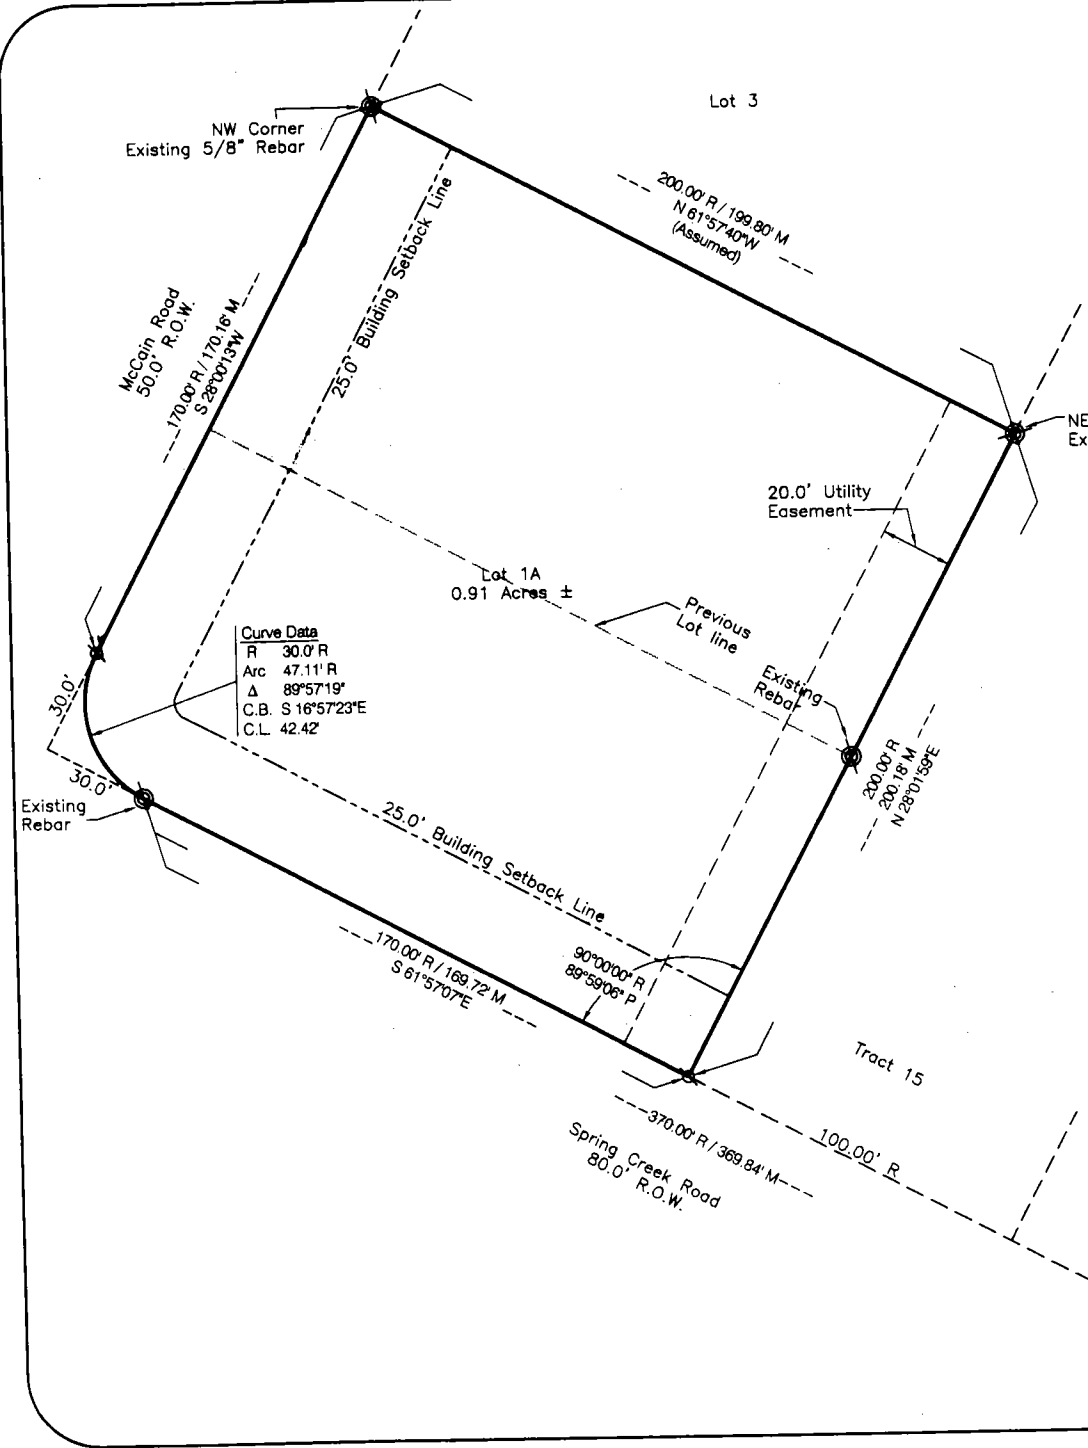 Lot 3
NW Corner
Existing 5/8" Rebar
200.00' R / 199.80' M
N 61°57'40"W
(Assumed)
25.0' Building Setback Line
McCain Road
50.0' R.O.W.
170.00' R / 170.16' M
S 28°00'13"W
NE
Ex
20.0' Utility
Easement
Lot 1A
0.91 Acres ±
Previous
Lot line
Curve Data
R 30.0' R
Arc 47.11' R
Δ 89°57'19"
C.B. S 16°57'23"E
C.L. 42.42'
30.0'
30.0'
Existing
Rebar
Existing
Rebar
200.00' R
200.18' M
N 28°01'59"E
25.0' Building Setback Line
90°00'00" R
89°59'06" P
170.00' R / 169.72' M
S 61°57'07"E
Tract 15
370.00' R / 369.84' M
100.00' R
Spring Creek Road
80.0' R.O.W.